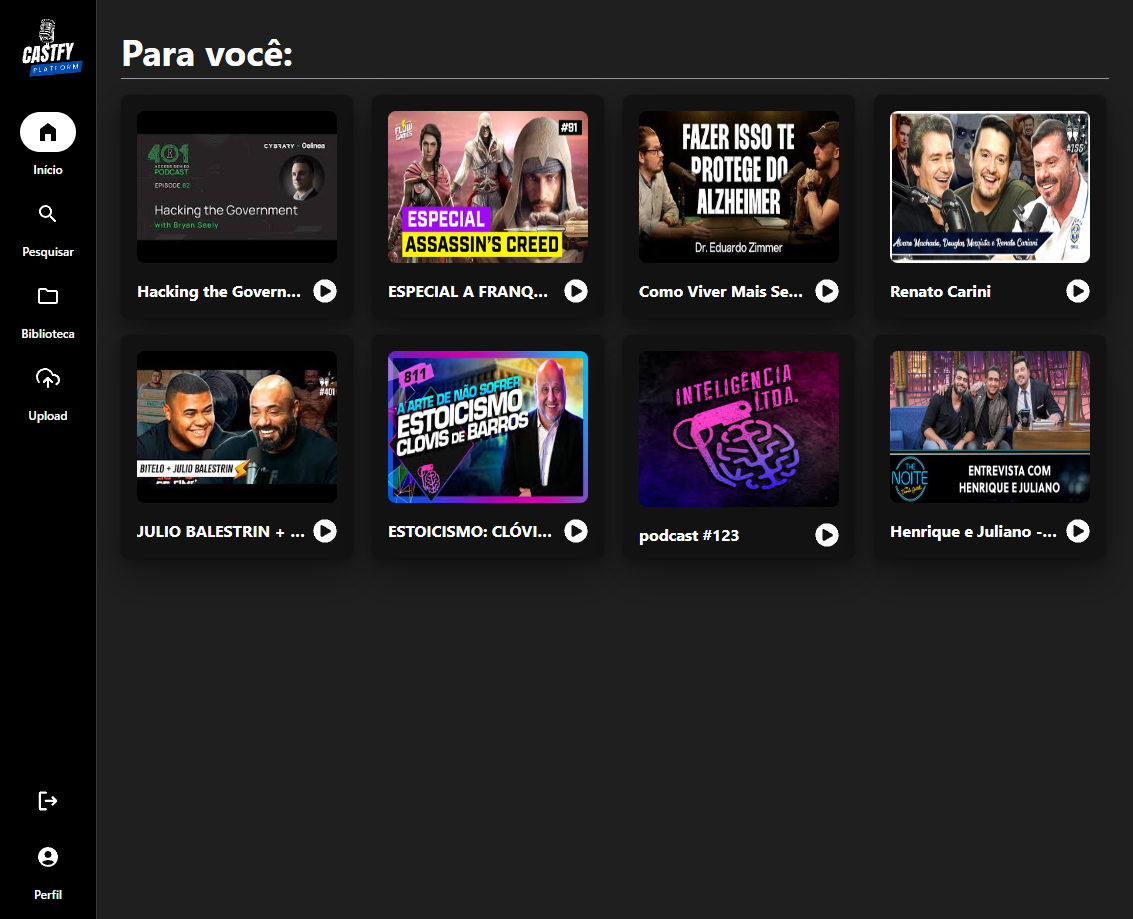 CASTFY
PLATFORM
Início
Pesquisar
Biblioteca
Upload
Perfil
Para você:
401
ACCESS DENIED
PODCAST
EPISODE 82
CYBRARY + Delinea
Hacking the Government
with Bryan Seely
Hacking the Govern...
FLOW
GAMES
#91
ESPECIAL
ASSASSIN'S CREED
ESPECIAL A FRANQ...
FAZER ISSO TE
PROTEGE DO
ALZHEIMER
Dr. Eduardo Zimmer
Como Viver Mais Se...
#155
Álvaro Machado, Douglas Mesquita e Renato Cariani
Renato Carini
#401
BITELO + JULIO BALESTRIN
JULIO BALESTRIN + ...
811
A ARTE DE NÃO SOFRER
ESTOICISMO
CLÓVIS DE BARROS
ESTOICISMO: CLÓVI...
INTELIGÊNCIA
LTDA.
podcast #123
THE
NOITE
ENTREVISTA COM
HENRIQUE E JULIANO
Henrique e Juliano -...